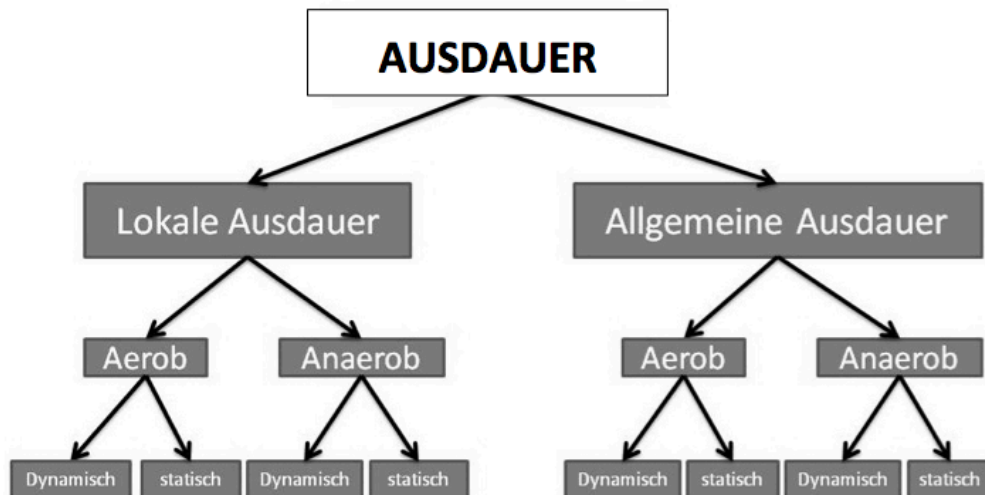 AUSDAUER
Lokale Ausdauer
Allgemeine Ausdauer
Aerob
Anaerob
Aerob
Anaerob
Dynamisch
statisch
Dynamisch
statisch
Dynamisch
statisch
Dynamisch
statisch